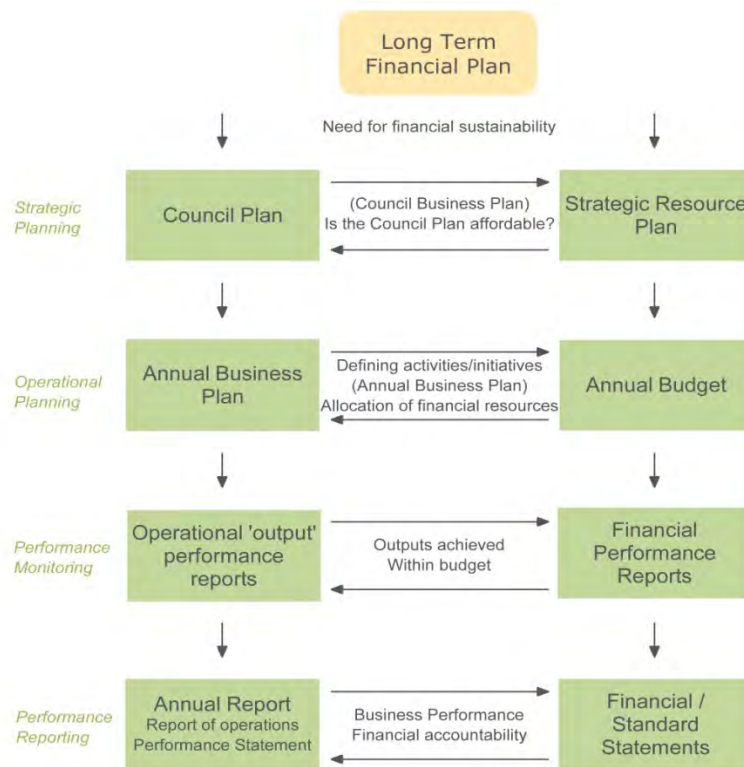 Long Term
Financial Plan
Need for financial sustainability
Strategic
Planning
Council Plan
(Council Business Plan)
Is the Council Plan affordable?
Strategic Resource
Plan
Operational
Planning
Annual Business
Plan
Defining activities/initiatives
(Annual Business Plan)
Allocation of financial resources
Annual Budget
Performance
Monitoring
Operational 'output'
performance
reports
Outputs achieved
Within budget
Financial
Performance
Reports
Performance
Reporting
Annual Report
Report of operations
Performance Statement
Business Performance
Financial accountability
Financial /
Standard
Statements